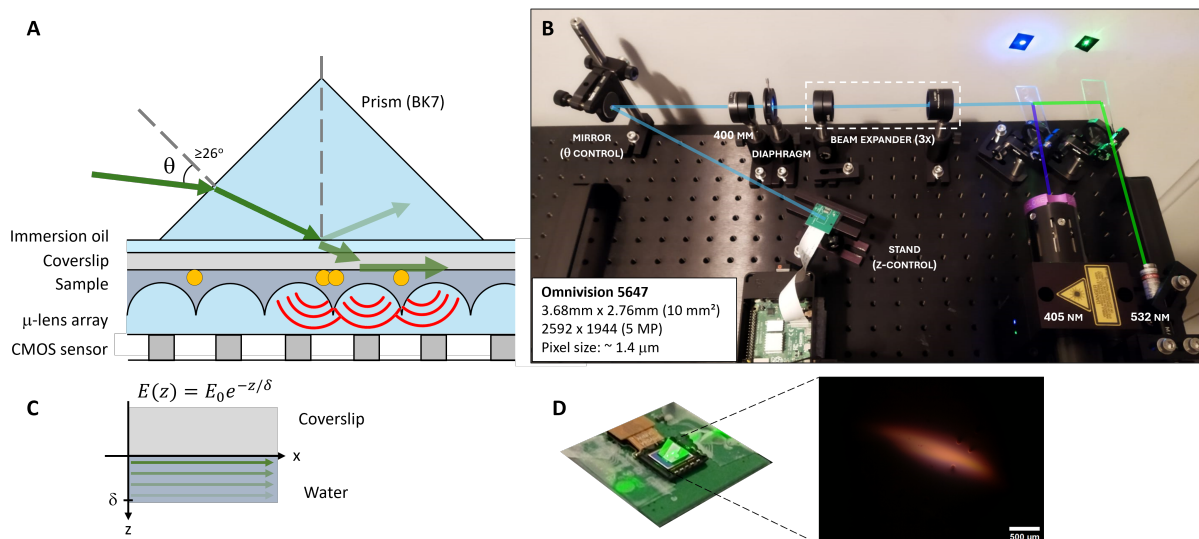 A
Prism (BK7)
≥26°
θ
Immersion oil
Coverslip
Sample
μ-lens array
CMOS sensor
B
MIRROR
(θ CONTROL)
400 MM
DIAPHRAGM
BEAM EXPANDER (3X)
STAND
(Z-CONTROL)
405 NM
532 NM
Omnivision 5647
3.68mm x 2.76mm (10 mm²)
2592 x 1944 (5 MP)
Pixel size: ~ 1.4 μm
C
E(z) = E₀e^{-z/δ}
Coverslip
x
Water
δ
z
D
500 μm